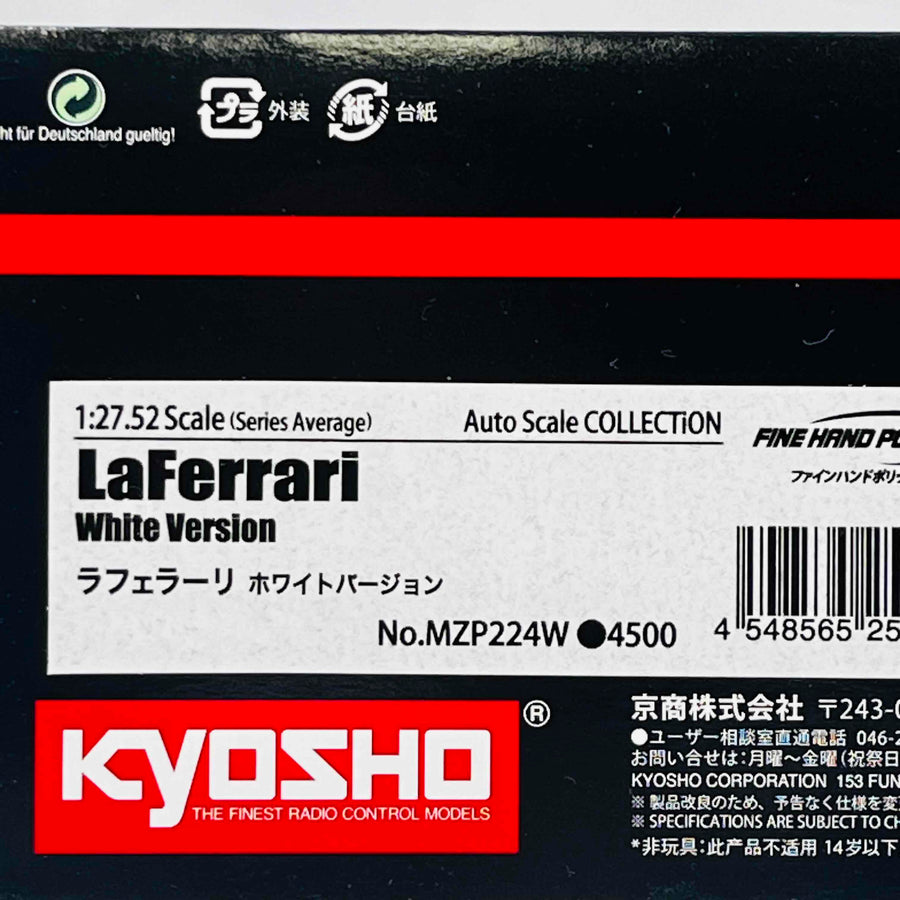 ht für Deutschland gueltig!
プラ 外装 紙 台紙
1:27.52 Scale (Series Average)
Auto Scale COLLECTiON
LaFerrari
White Version
ラフェラーリ ホワイトバージョン
No.MZP224W ●4500
FINE HAND
ファインハンドポリ
4 548565 25
KYOSHO ®
THE FINEST RADIO CONTROL MODELS
京商株式会社 〒243-0
●ユーザー相談室直通電話 046-2
お問い合せは:月曜〜金曜(祝祭日
KYOSHO CORPORATION 153 FUN
※ 製品改良のため、予告なく仕様を変
※ SPECIFICATIONS ARE SUBJECT TO CH
*非玩具:此产品不适用 14岁以下